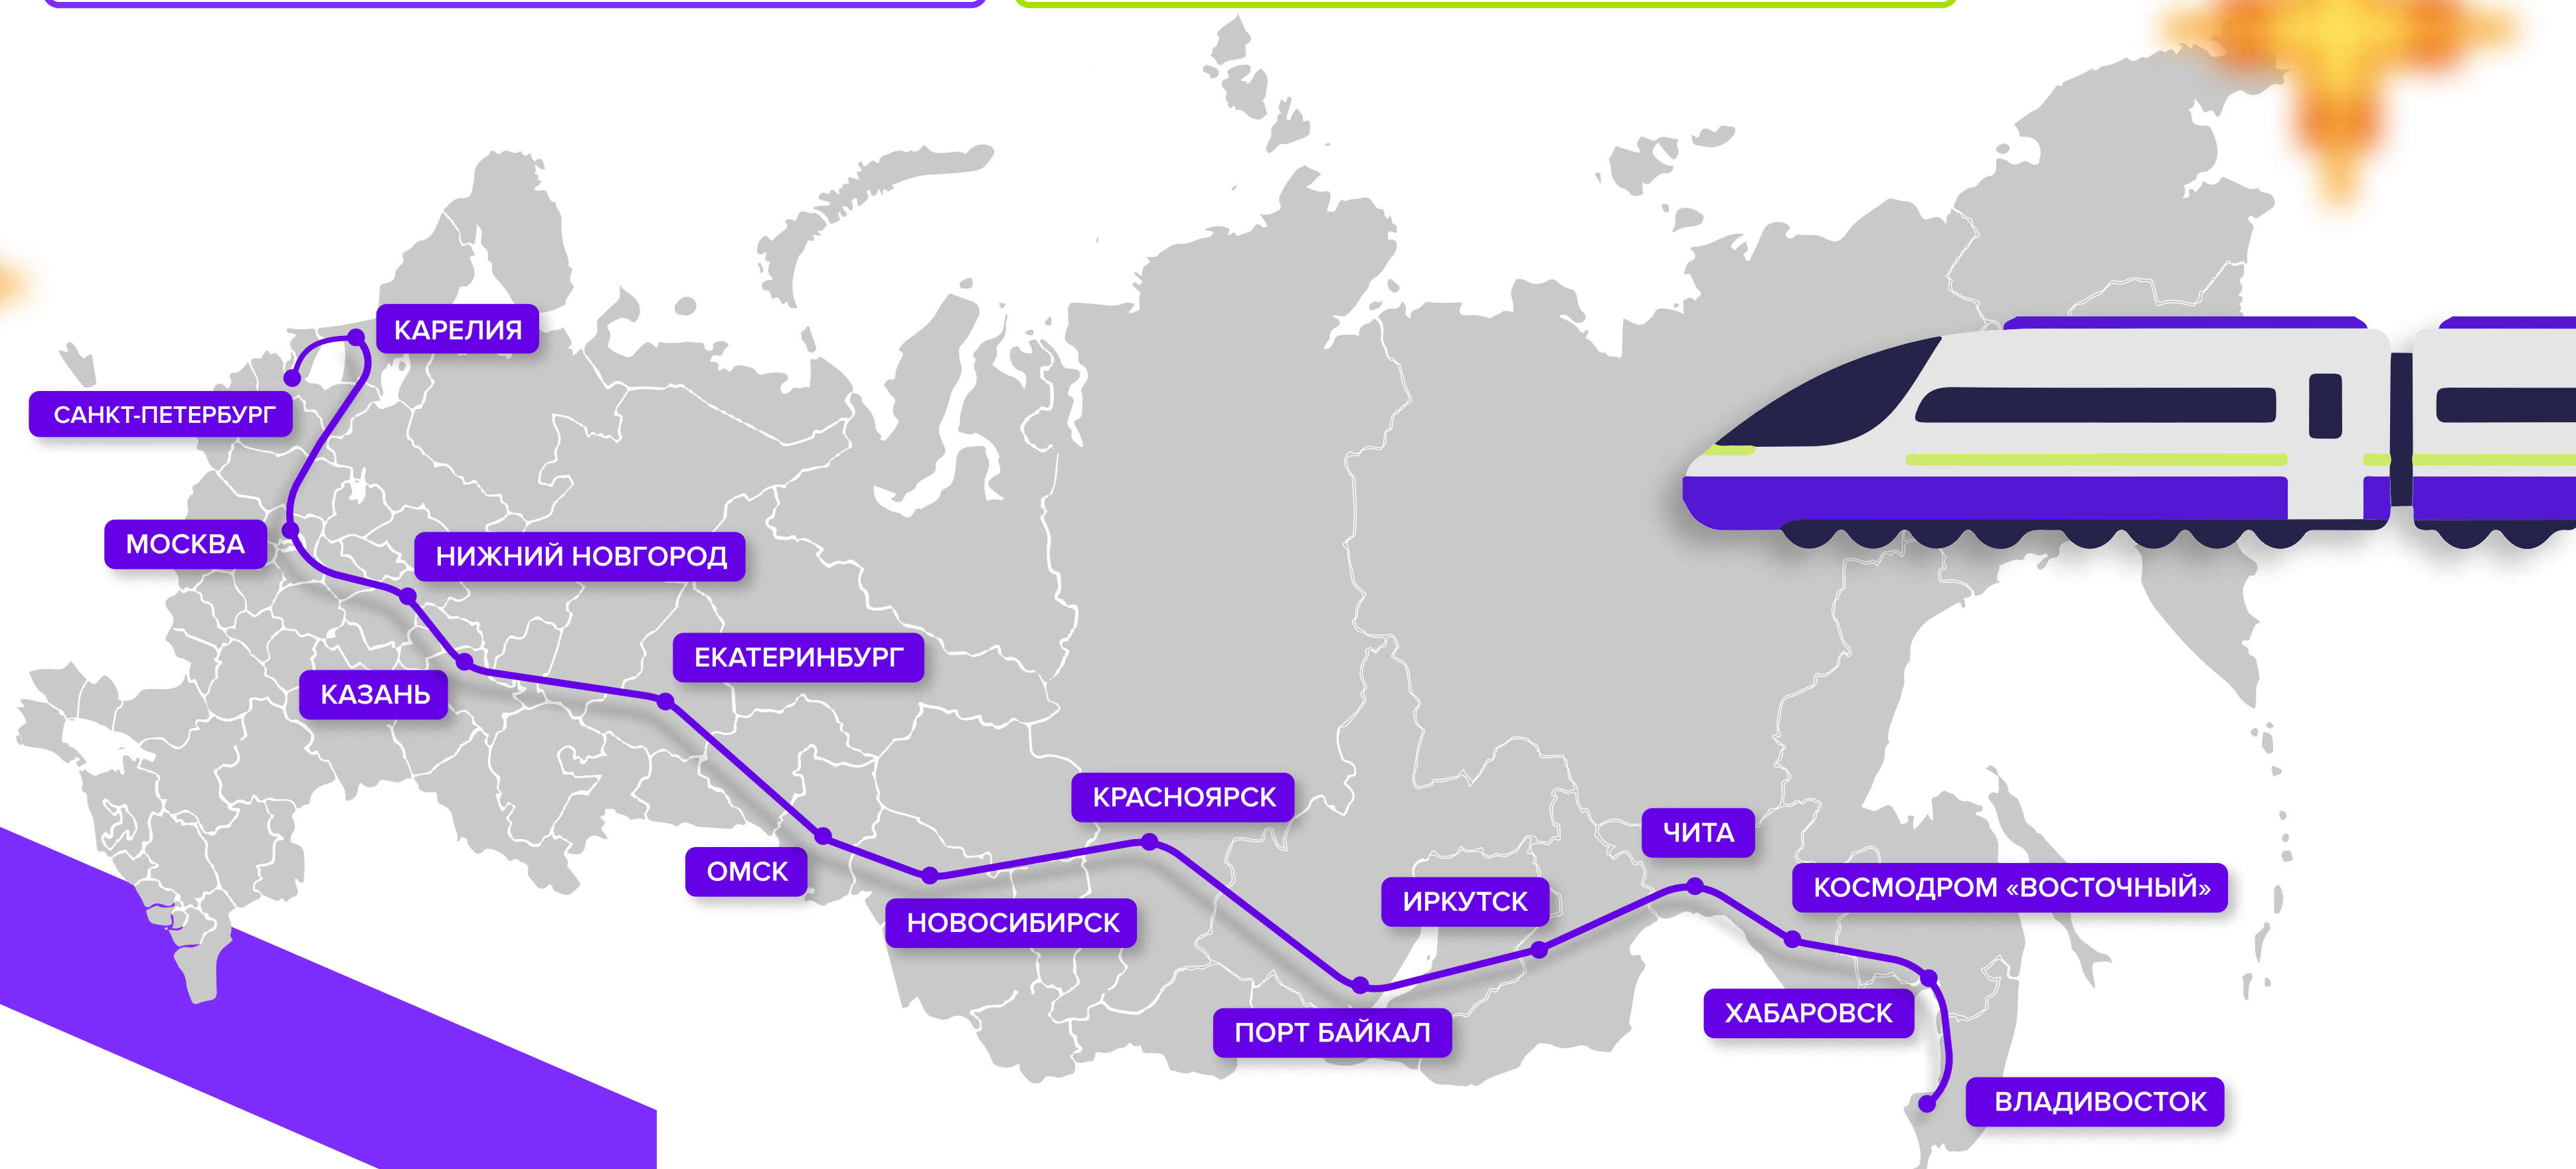 КАРЕЛИЯ
САНКТ-ПЕТЕРБУРГ
МОСКВА
НИЖНИЙ НОВГОРОД
КАЗАНЬ
ЕКАТЕРИНБУРГ
ОМСК
НОВОСИБИРСК
КРАСНОЯРСК
ПОРТ БАЙКАЛ
ИРКУТСК
ЧИТА
КОСМОДРОМ «ВОСТОЧНЫЙ»
ХАБАРОВСК
ВЛАДИВОСТОК